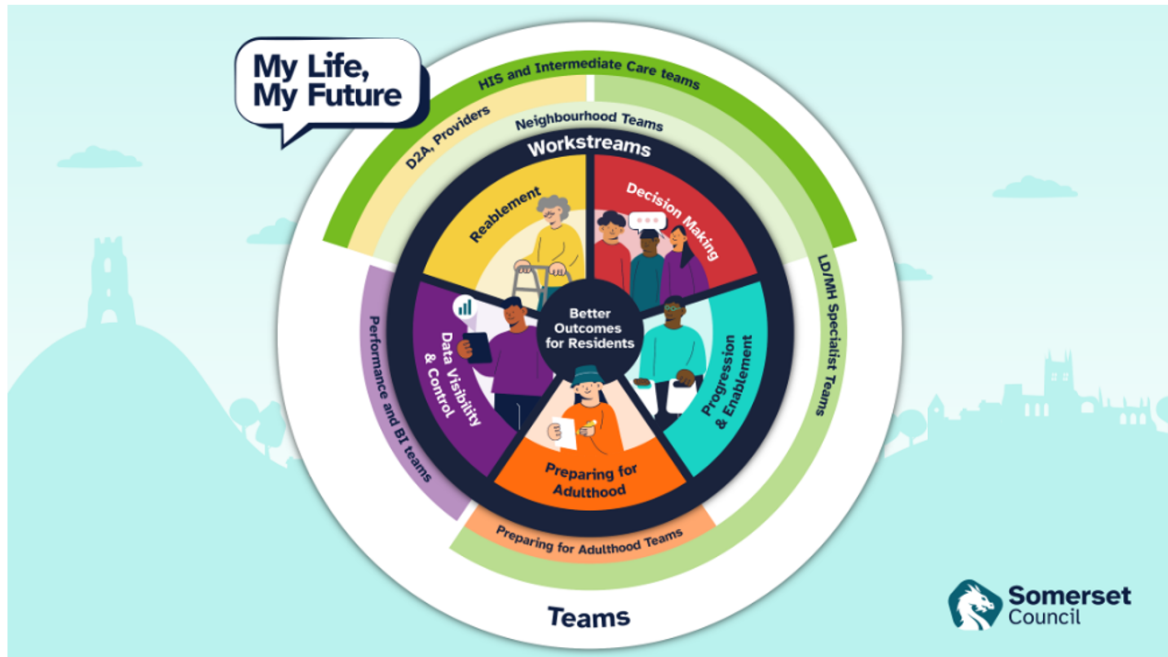 My Life,
My Future
HIS and Intermediate Care teams
D2A, Providers
Neighbourhood Teams
Workstreams
Reablement
Decision Making
Better
Outcomes
for Residents
Data Visibility
& Control
Progression
& Enablement
Performance and BI teams
LD/MH Specialist Teams
Preparing for
Adulthood
Preparing for Adulthood Teams
Teams
Somerset
Council